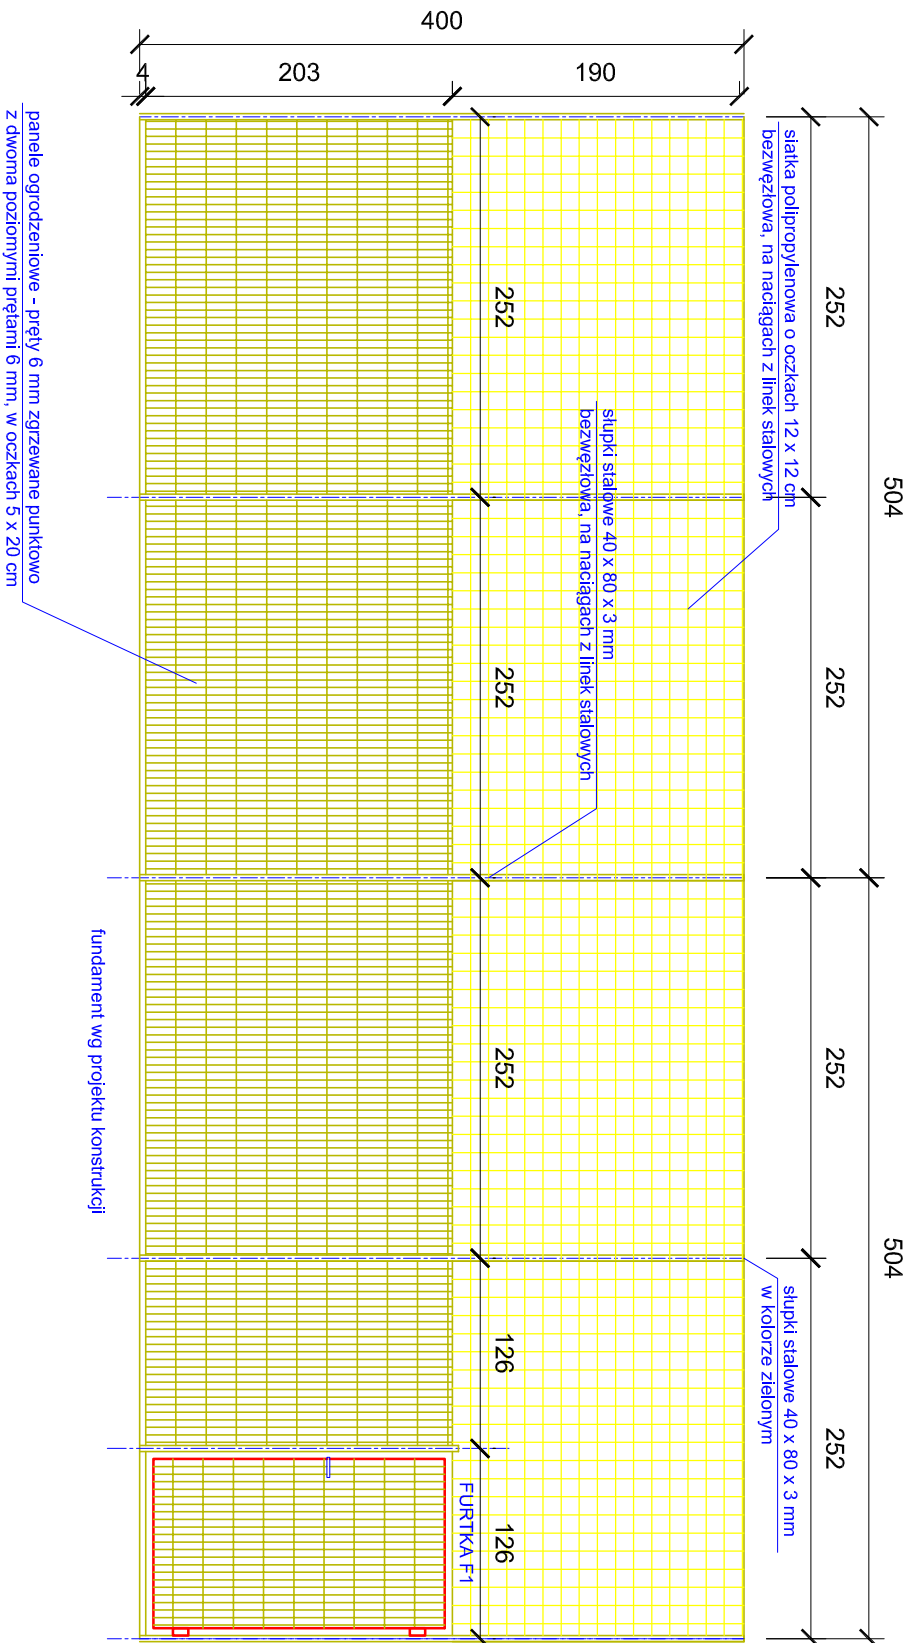 400
4
203
190
504
504
252
252
252
252
siatka polipropylenowa o oczkach 12 x 12 cm
bezwęzłowa, na naciągach z linek stalowych
słupki stalowe 40 x 80 x 3 mm
w kolorze zielonym
słupki stalowe 40 x 80 x 3 mm
bezwęzłowa, na naciągach z linek stalowych
252
252
252
126
126
FURTKA F1
fundament wg projektu konstrukcji
panele ogrodzeniowe - pręty 6 mm zgrzewane punktowo
z dwoma poziomymi prętami 6 mm, w oczkach 5 x 20 cm